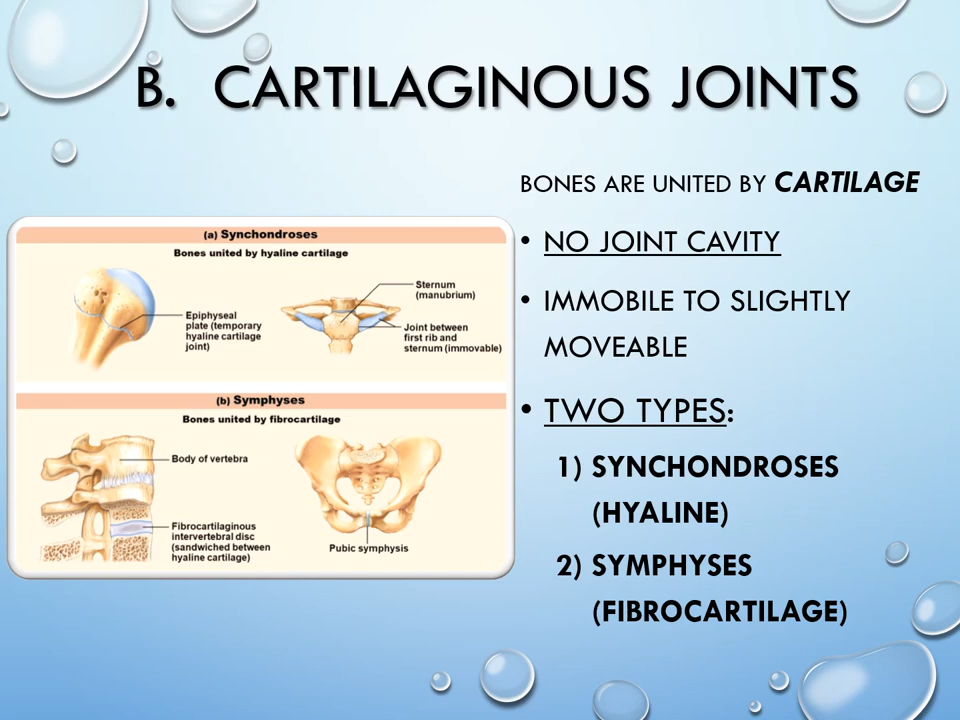 B. CARTILAGINOUS JOINTS
BONES ARE UNITED BY CARTILAGE
• NO JOINT CAVITY
• IMMOBILE TO SLIGHTLY
MOVEABLE
• TWO TYPES:
1) SYNCHONDROSES
(HYALINE)
2) SYMPHYSES
(FIBROCARTILAGE)
(a) Synchondroses
Bones united by hyaline cartilage
Epiphyseal
plate (temporary
hyaline cartilage
joint)
Sternum
(manubrium)
Joint between
first rib and
sternum (immovable)
(b) Symphyses
Bones united by fibrocartilage
Body of vertebra
Fibrocartilaginous
intervertebral disc
(sandwiched between
hyaline cartilage)
Pubic symphysis